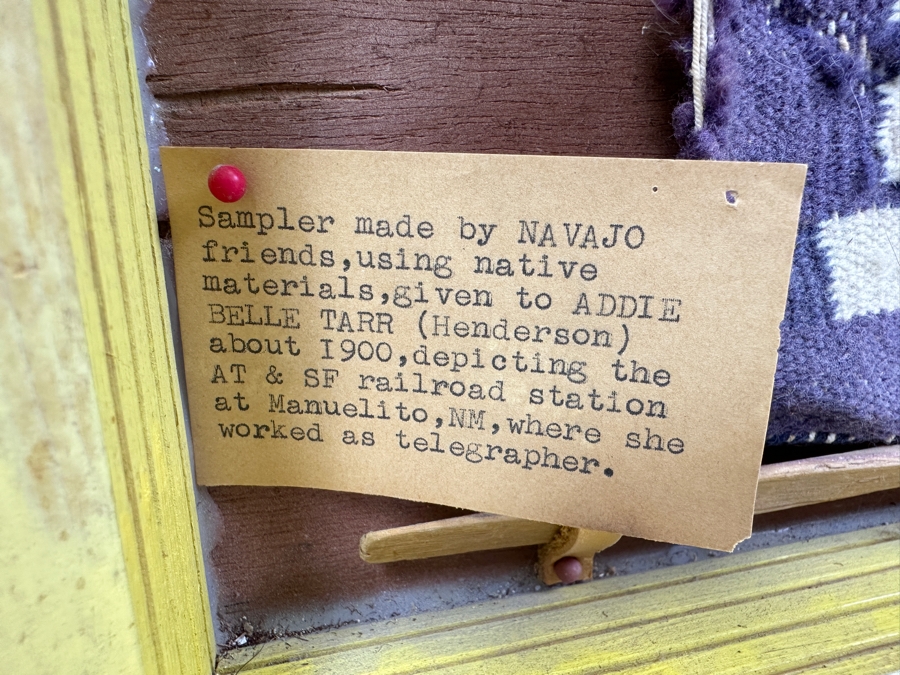 Sampler made by NAVAJO
friends,using native
materials,given to ADDIE
BELLE TARR (Henderson)
about 1900,depicting the
AT & SF railroad station
at Manuelito,NM,where she
worked as telegrapher.